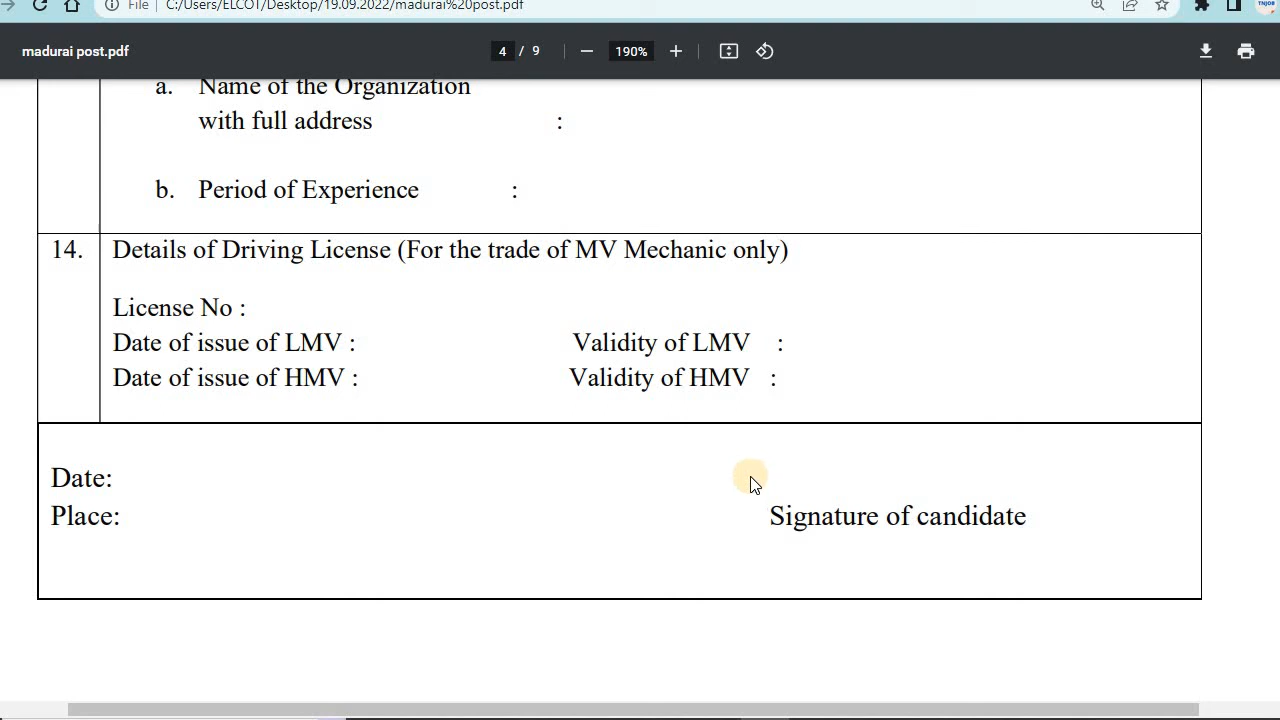 File C:/Users/ELCOT/Desktop/19.09.2022/madurai%20post.pdf
TNJOB
madurai post.pdf 4 / 9 190%
a. Name of the Organization
with full address :
b. Period of Experience :
14. Details of Driving License (For the trade of MV Mechanic only)
License No :
Date of issue of LMV : Validity of LMV :
Date of issue of HMV : Validity of HMV :
Date:
Place: Signature of candidate